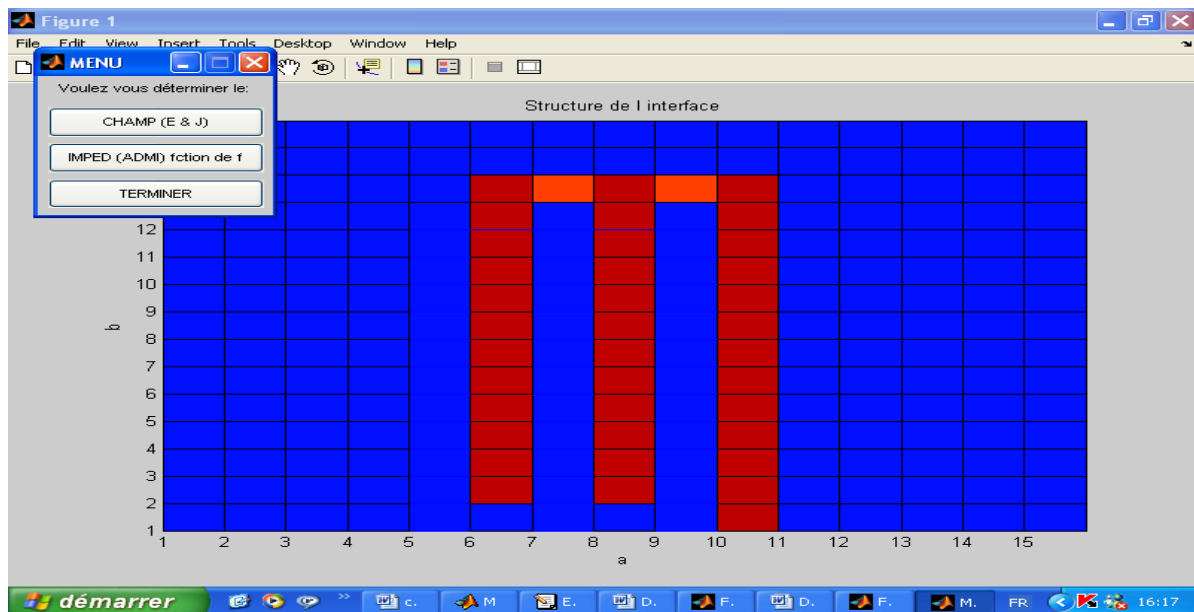 Figure 1
File Edit View Insert Tools Desktop Window Help
MENU
Voulez vous déterminer le:
CHAMP (E & J)
IMPED (ADMI) fction de f
TERMINER
Structure de l interface
12
11
10
9
8
7
6
5
4
3
2
1
b
1 2 3 4 5 6 7 8 9 10 11 12 13 14 15
a
démarrer » c. M E. D. F. D. F. M. FR 16:17